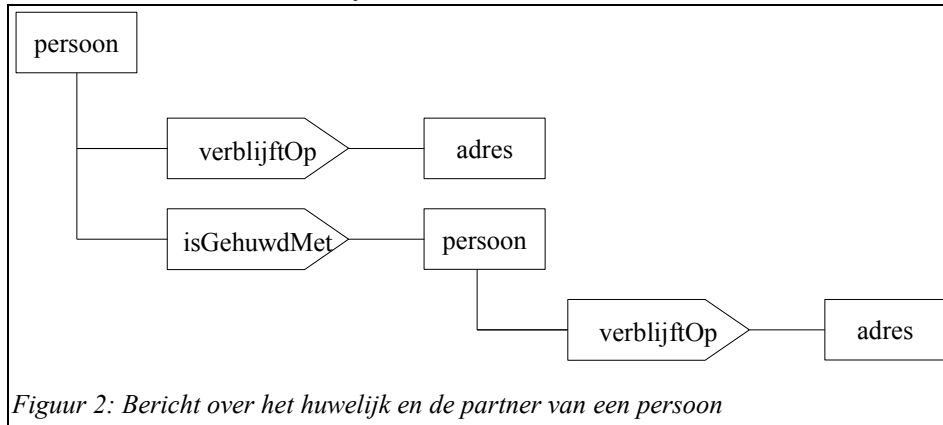 persoon
verblijftOp
adres
isGehuwdMet
persoon
verblijftOp
adres
Figuur 2: Bericht over het huwelijk en de partner van een persoon